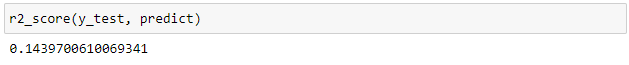 r2_score(y_test, predict)
0.1439700610069341